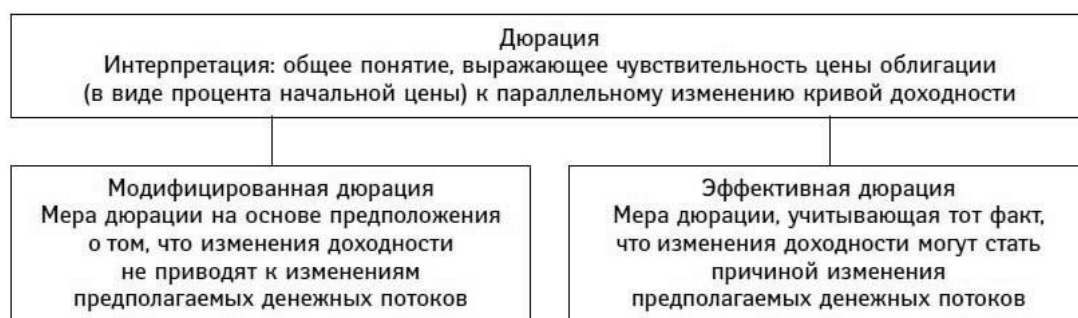 Дюрация
Интерпретация: общее понятие, выражающее чувствительность цены облигации
(в виде процента начальной цены) к параллельному изменению кривой доходности
Модифицированная дюрация
Мера дюрации на основе предположения
о том, что изменения доходности
не приводят к изменениям
предполагаемых денежных потоков
Эффективная дюрация
Мера дюрации, учитывающая тот факт,
что изменения доходности могут стать
причиной изменения
предполагаемых денежных потоков